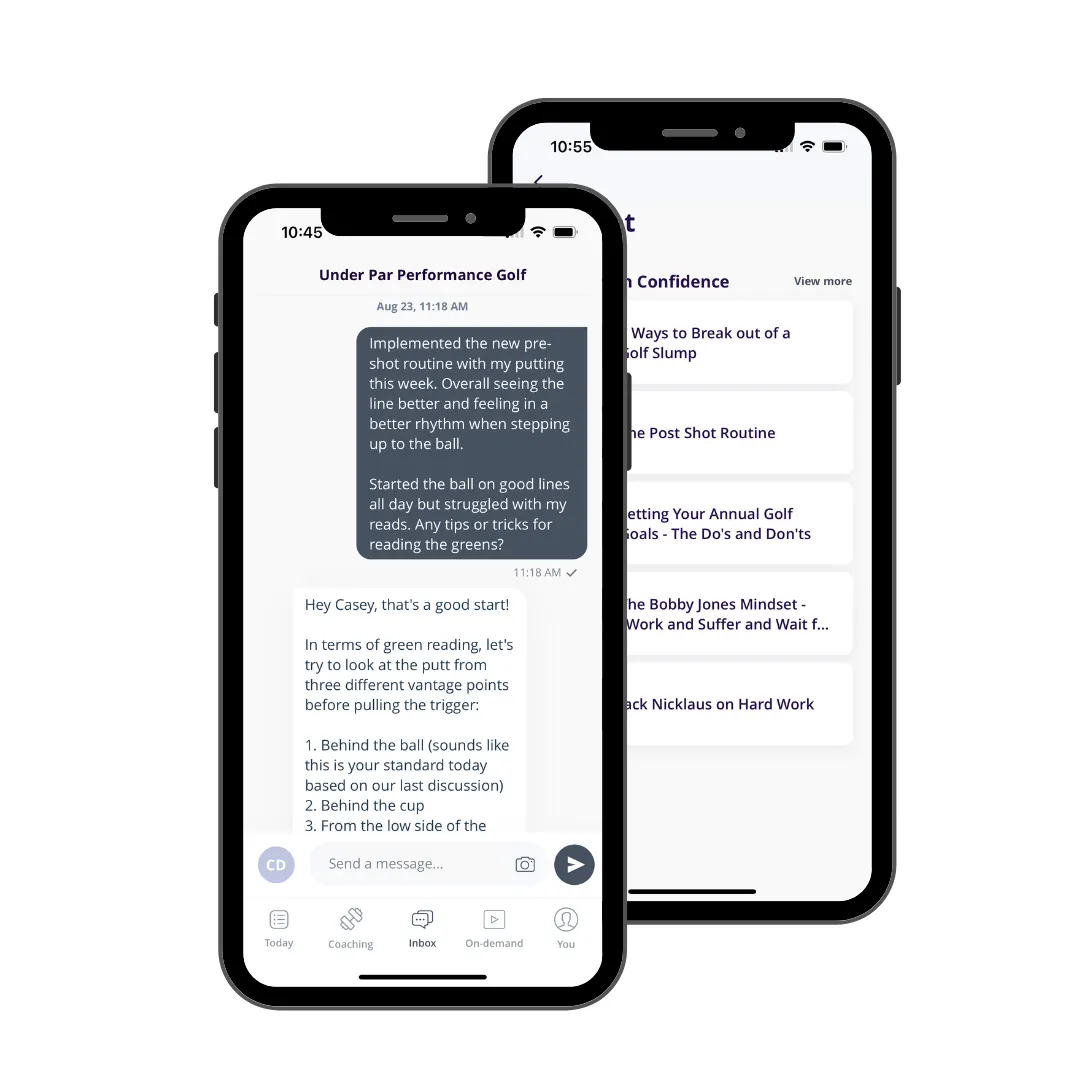 10:45
Under Par Performance Golf
Aug 23, 11:18 AM
Implemented the new pre-
shot routine with my putting
this week. Overall seeing the
line better and feeling in a
better rhythm when stepping
up to the ball.
Started the ball on good lines
all day but struggled with my
reads. Any tips or tricks for
reading the greens?
11:18 AM
Hey Casey, that's a good start!
In terms of green reading, let's
try to look at the putt from
three different vantage points
before pulling the trigger:
1. Behind the ball (sounds like
this is your standard today
based on our last discussion)
2. Behind the cup
3. From the low side of the
CD
Send a message...
Today
Coaching
Inbox
On-demand
You
10:55
Confidence
View more
Ways to Break out of a
Slump
Post Shot Routine
Your Annual Golf
- The Do's and Don'ts
Bobby Jones Mindset -
Work and Suffer and Wait f...
Nicklaus on Hard Work